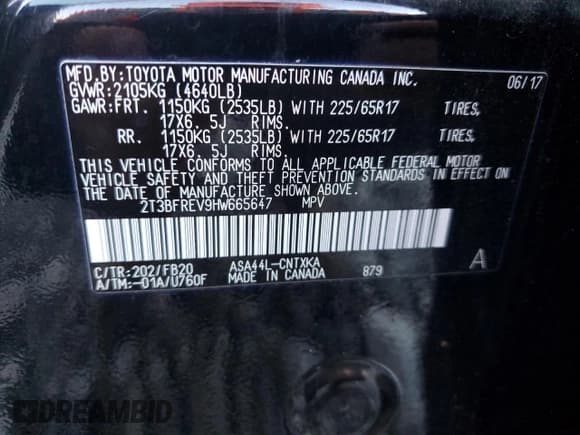 MFD.BY:TOYOTA MOTOR MANUFACTURING CANADA INC. 06/17
GVWR:2105KG (4640LB)
GAWR:FRT. 1150KG (2535LB) WITH 225/65R17 TIRES,
17X6. 5J RIMS.
RR. 1150KG (2535LB) WITH 225/65R17 TIRES,
17X6. 5J RIMS.
THIS VEHICLE CONFORMS TO ALL APPLICABLE FEDERAL MOTOR
VEHICLE SAFETY AND THEFT PREVENTION STANDARDS IN EFFECT ON
THE DATE OF MANUFACTURE SHOWN ABOVE.
2T3BFREV9HW665647 MPV
C/TR:202/FB20 ASA44L-CNTXKA 879 A
A/TM:-01A/U760F MADE IN CANADA
DREAMBID